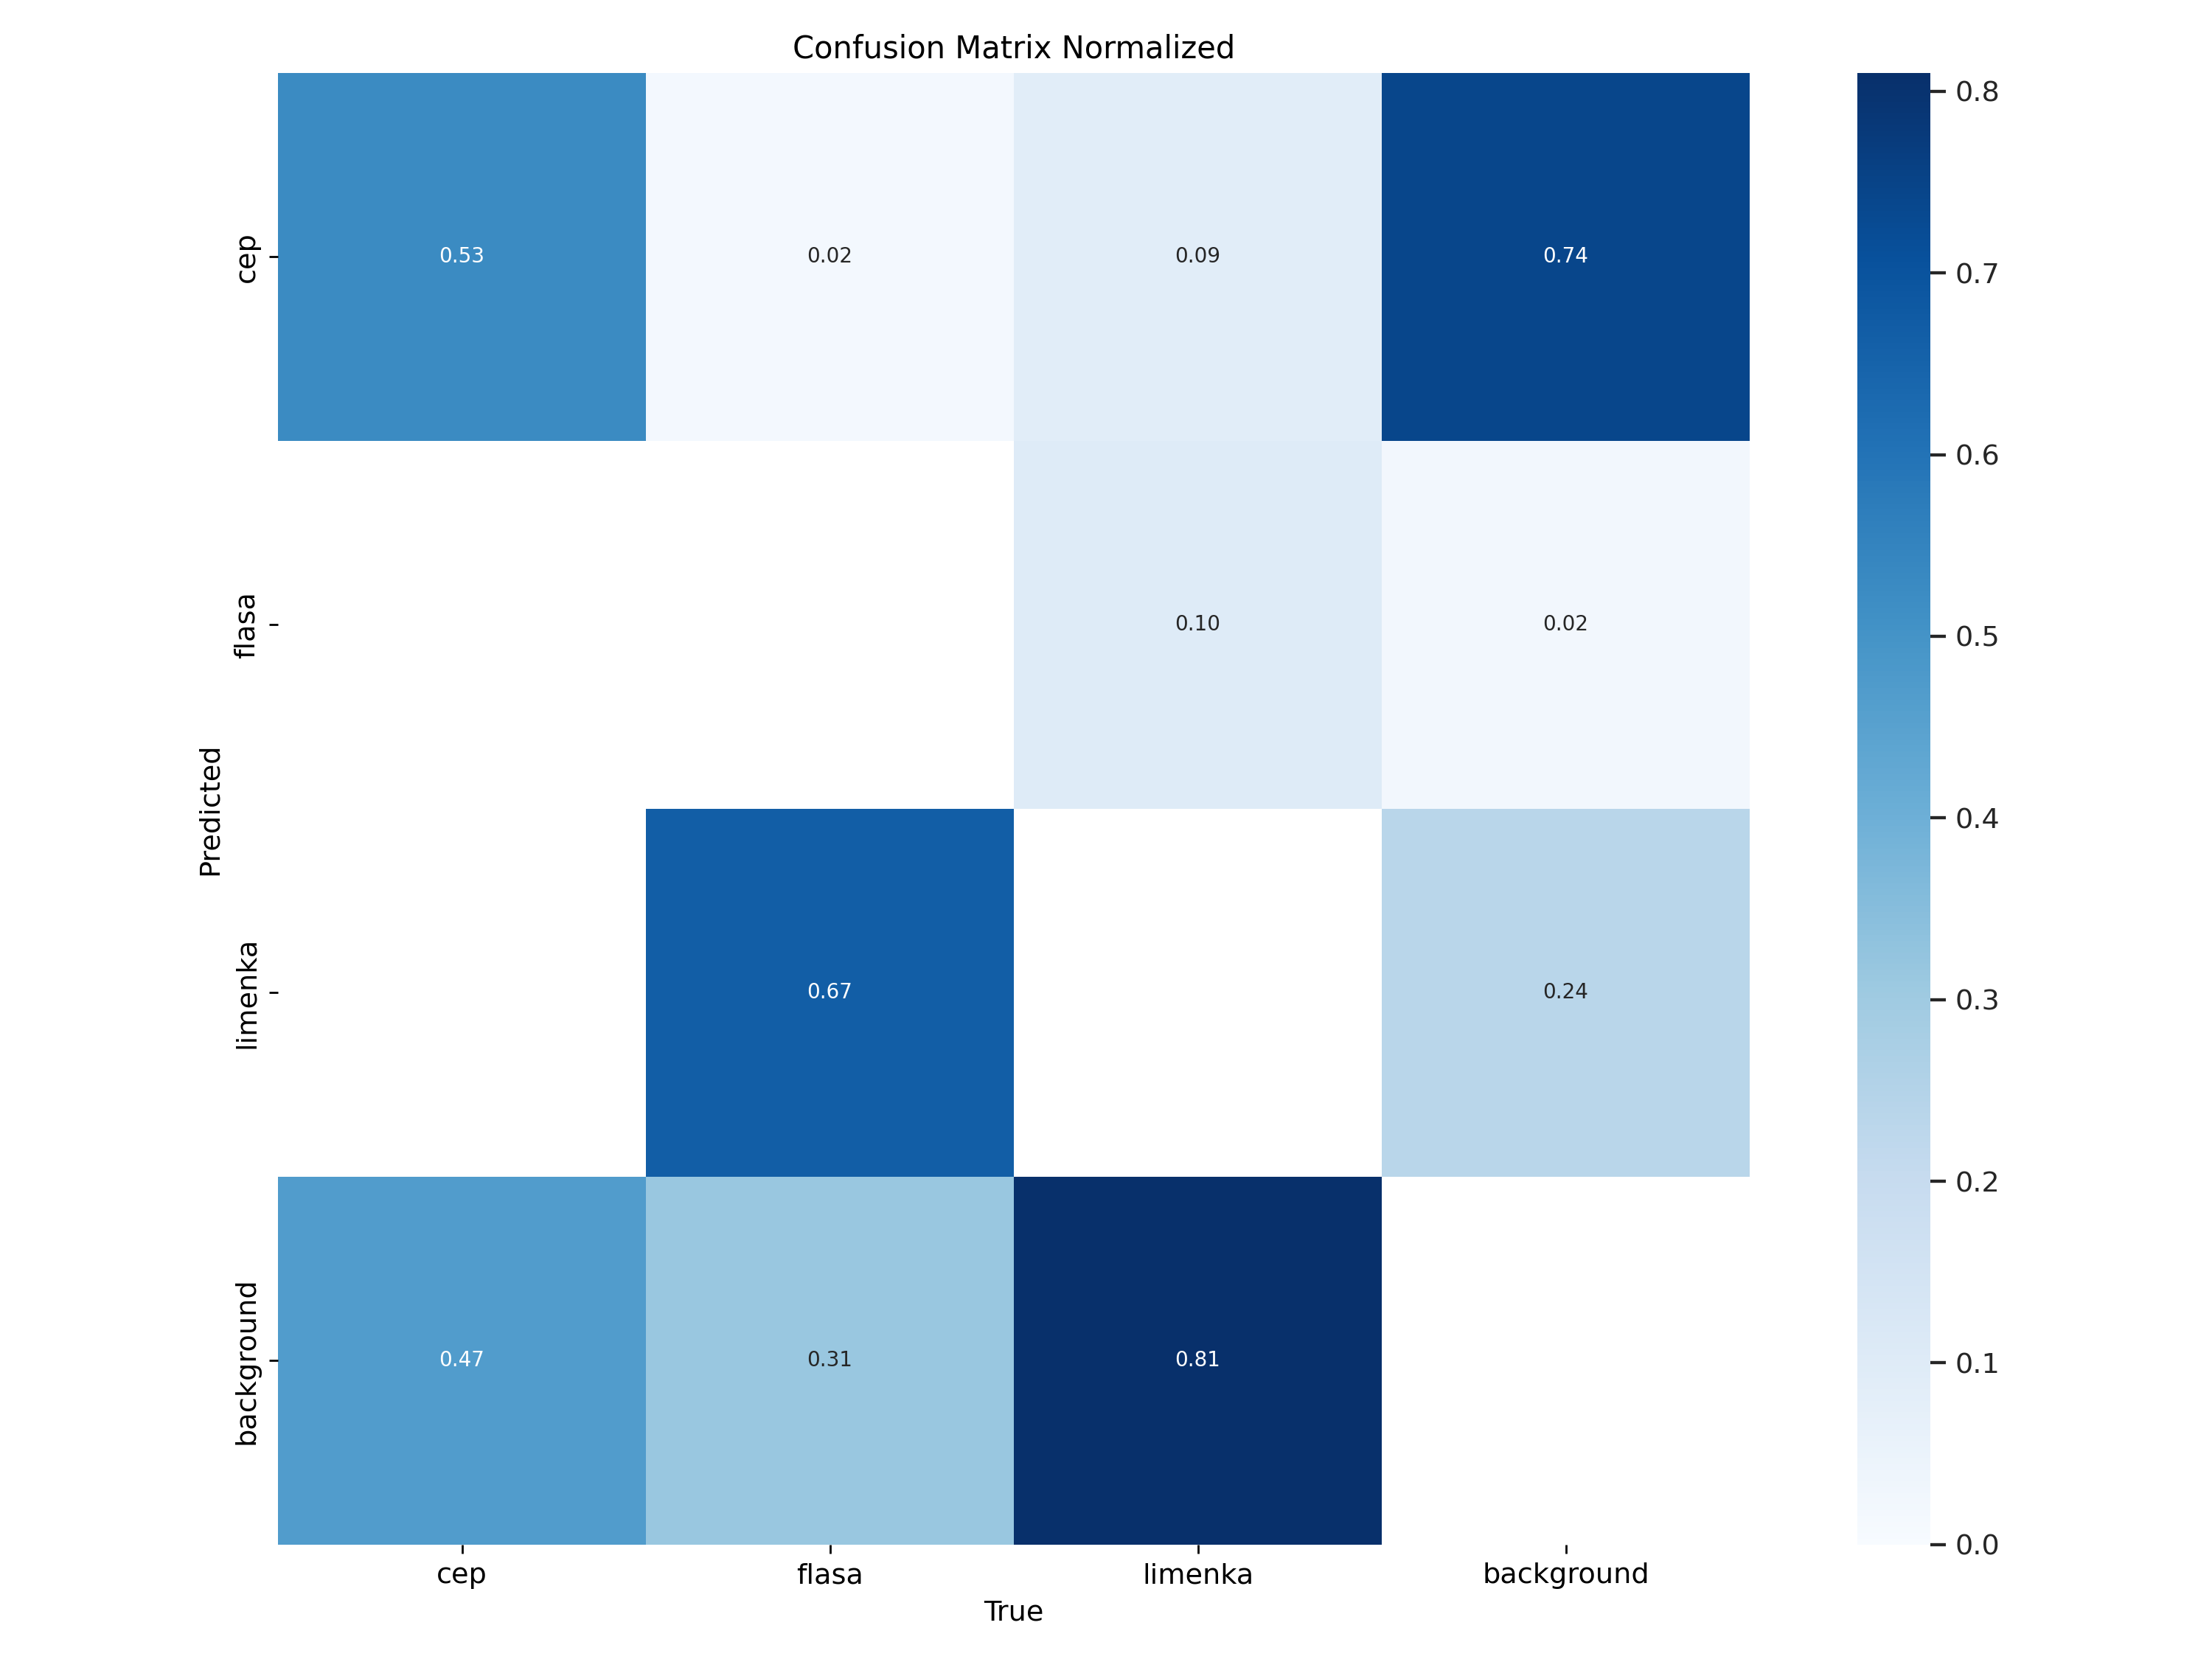 Confusion Matrix Normalized
Predicted
cep
0.53
0.02
0.09
0.74
flasa
0.10
0.02
limenka
0.67
0.24
background
0.47
0.31
0.81
cep
flasa
limenka
background
True
0.8
0.7
0.6
0.5
0.4
0.3
0.2
0.1
0.0